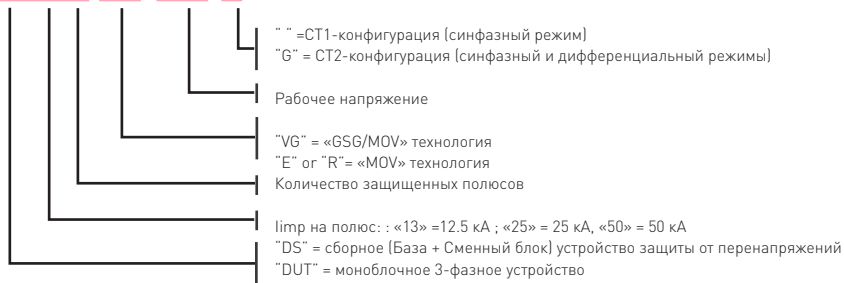 “ ” =СТ1-конфигурация (синфазный режим)
“G” = СТ2-конфигурация (синфазный и дифференциальный режимы)
Рабочее напряжение
“VG” = «GSG/MOV» технология
“E” or “R”= «MOV» технология
Количество защищенных полюсов
Iimp на полюс: : «13» =12.5 кА ; «25» = 25 кА, «50» = 50 кА
“DS” = сборное (База + Сменный блок) устройство защиты от перенапряжений
“DUT” = моноблочное 3-фазное устройство